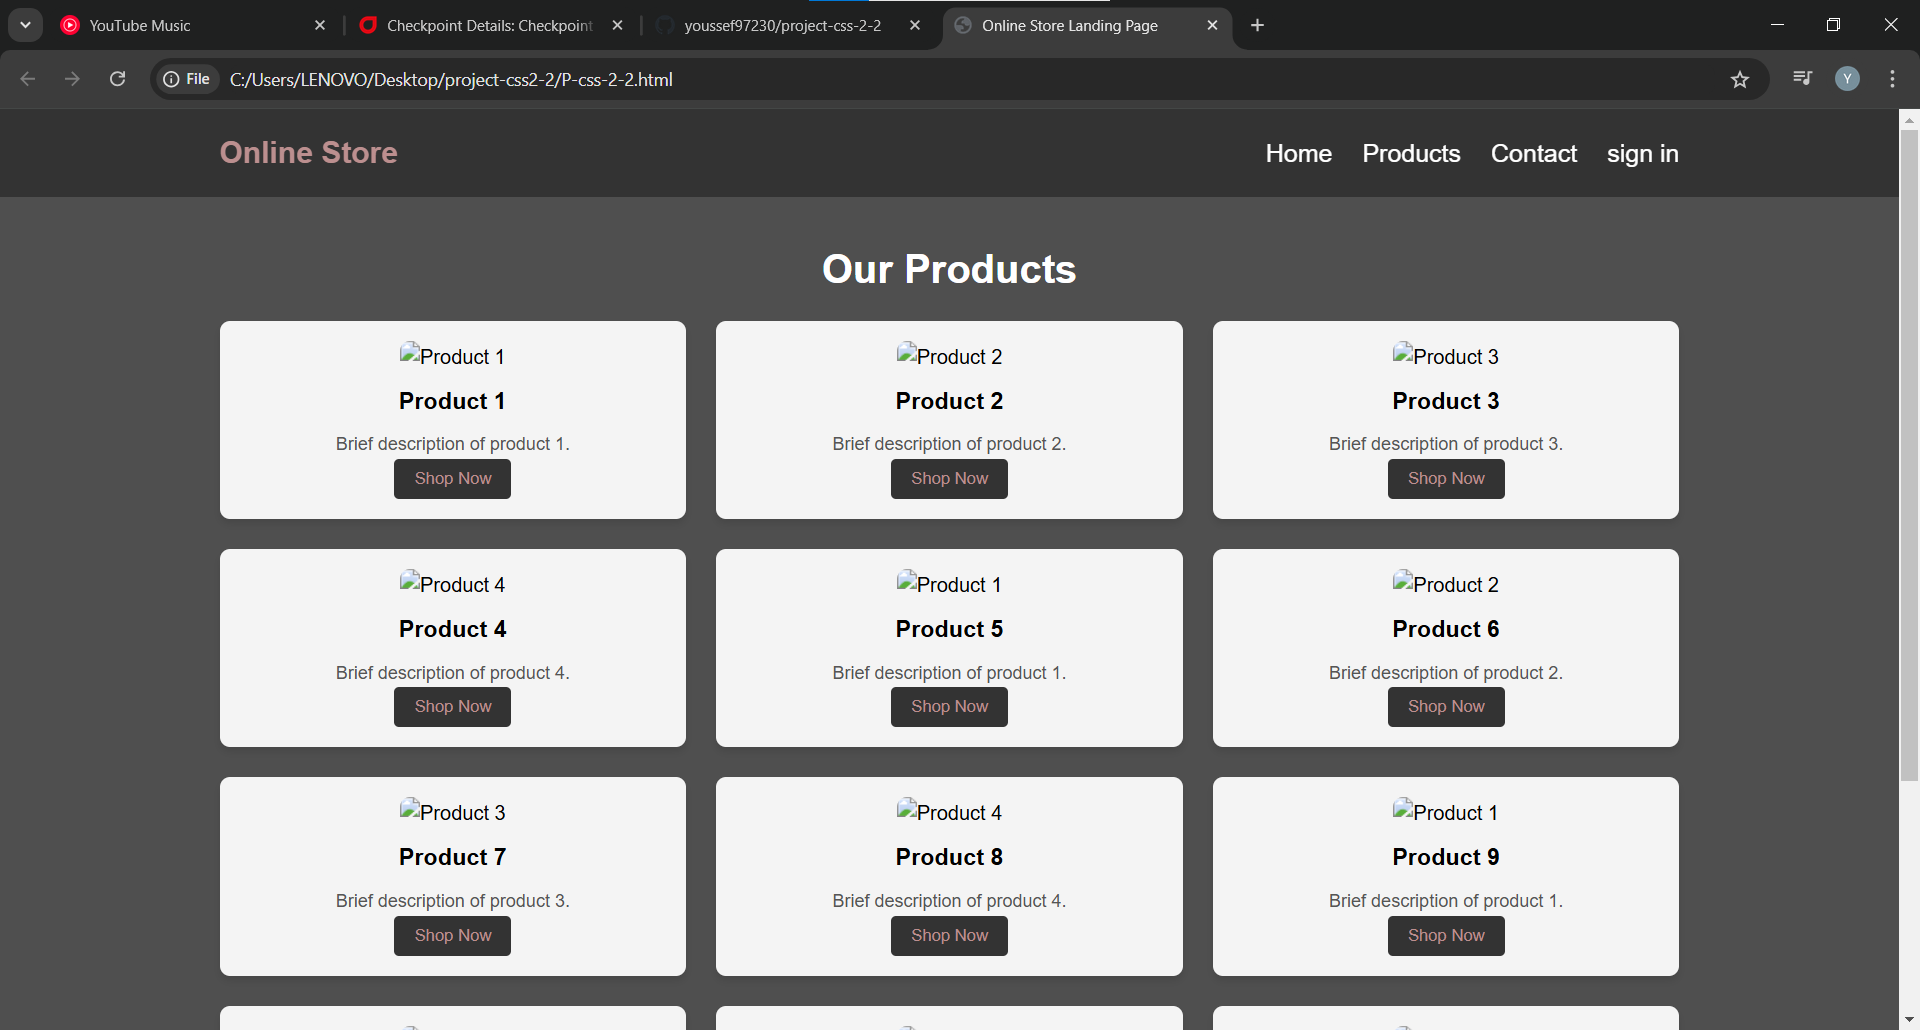 YouTube Music
Checkpoint Details: Checkpoint
youssef97230/project-css-2-2
Online Store Landing Page
File
C:/Users/LENOVO/Desktop/project-css2-2/P-css-2-2.html
Y
Online Store
Home
Products
Contact
sign in
Our Products
Product 1
Product 1
Brief description of product 1.
Shop Now
Product 2
Product 2
Brief description of product 2.
Shop Now
Product 3
Product 3
Brief description of product 3.
Shop Now
Product 4
Product 4
Brief description of product 4.
Shop Now
Product 1
Product 5
Brief description of product 1.
Shop Now
Product 2
Product 6
Brief description of product 2.
Shop Now
Product 3
Product 7
Brief description of product 3.
Shop Now
Product 4
Product 8
Brief description of product 4.
Shop Now
Product 1
Product 9
Brief description of product 1.
Shop Now